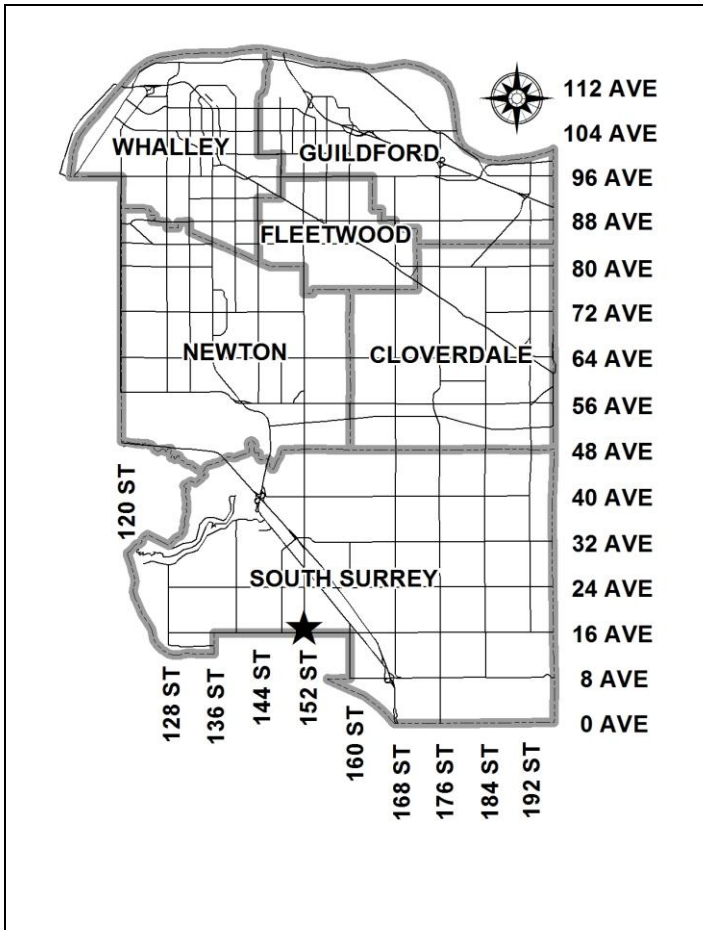 112 AVE
104 AVE
WHALLEY
GUILDFORD
96 AVE
88 AVE
FLEETWOOD
80 AVE
72 AVE
NEWTON
CLOVERDALE
64 AVE
56 AVE
48 AVE
120 ST
40 AVE
32 AVE
SOUTH SURREY
24 AVE
16 AVE
8 AVE
0 AVE
128 ST
136 ST
144 ST
152 ST
160 ST
168 ST
176 ST
184 ST
192 ST